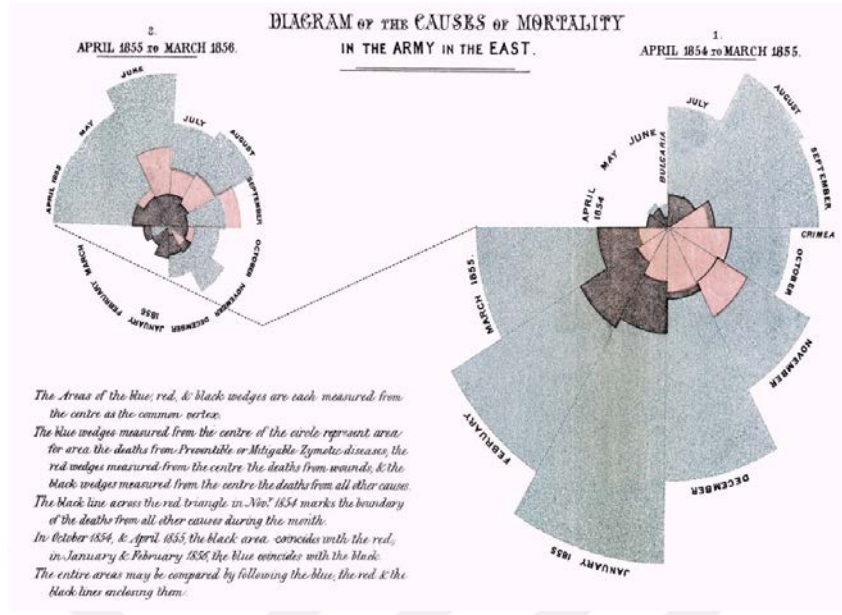 DIAGRAM OF THE CAUSES OF MORTALITY
IN THE ARMY IN THE EAST.
2.
APRIL 1855 TO MARCH 1856.
1.
APRIL 1854 TO MARCH 1855.
APRIL 1855
MAY
JUNE
JULY
AUGUST
SEPTEMBER
OCTOBER
NOVEMBER
DECEMBER
JANUARY
1856
FEBRUARY
MARCH
APRIL
1854
MAY
JUNE
BULGARIA
JULY
AUGUST
SEPTEMBER
CRIMEA
OCTOBER
NOVEMBER
DECEMBER
JANUARY 1855
FEBRUARY
MARCH 1855.
The Areas of the blue, red, & black wedges are each measured from
the centre as the common vertex.
The blue wedges measured from the centre of the circle represent area
for area the deaths from Preventible or Mitigable Zymotic diseases, the
red wedges measured from the centre the deaths from wounds, & the
black wedges measured from the centre the deaths from all other causes.
The black line across the red triangle in Nov.r 1854 marks the boundary
of the deaths from all other causes during the month.
In October 1854, & April 1855, the black area coincides with the red,
in January & February 1856, the blue coincides with the black.
The entire areas may be compared by following the blue, the red & the
black lines enclosing them.